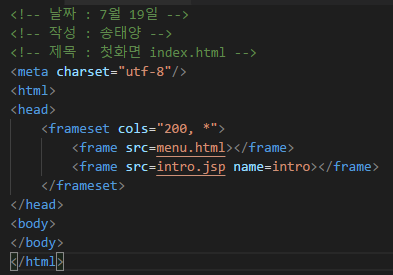 <!-- 날짜 : 7월 19일 -->
<!-- 작성 : 송태양 -->
<!-- 제목 : 첫화면 index.html -->
<meta charset="utf-8"/>
<html>
<head>
    <frameset cols="200, *">
        <frame src=menu.html></frame>
        <frame src=intro.jsp name=intro></frame>
    </frameset>
</head>
<body>
</body>
</html>